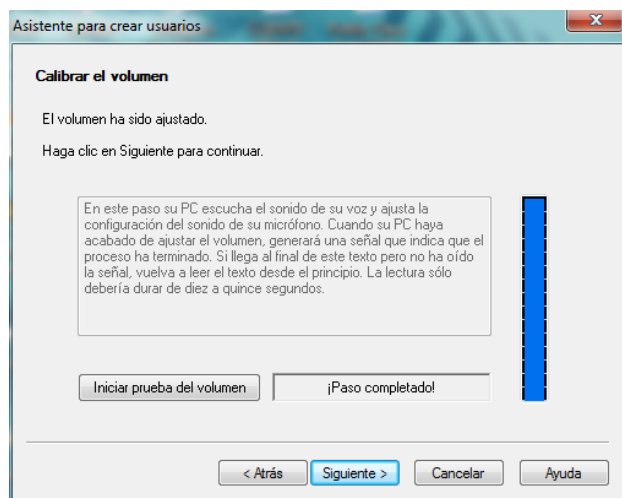 Asistente para crear usuarios
Calibrar el volumen
El volumen ha sido ajustado.
Haga clic en Siguiente para continuar.
En este paso su PC escucha el sonido de su voz y ajusta la
configuración del sonido de su micrófono. Cuando su PC haya
acabado de ajustar el volumen, generará una señal que indica que el
proceso ha terminado. Si llega al final de este texto pero no ha oído
la señal, vuelva a leer el texto desde el principio. La lectura sólo
debería durar de diez a quince segundos.
Iniciar prueba del volumen
¡Paso completado!
< Atrás
Siguiente >
Cancelar
Ayuda